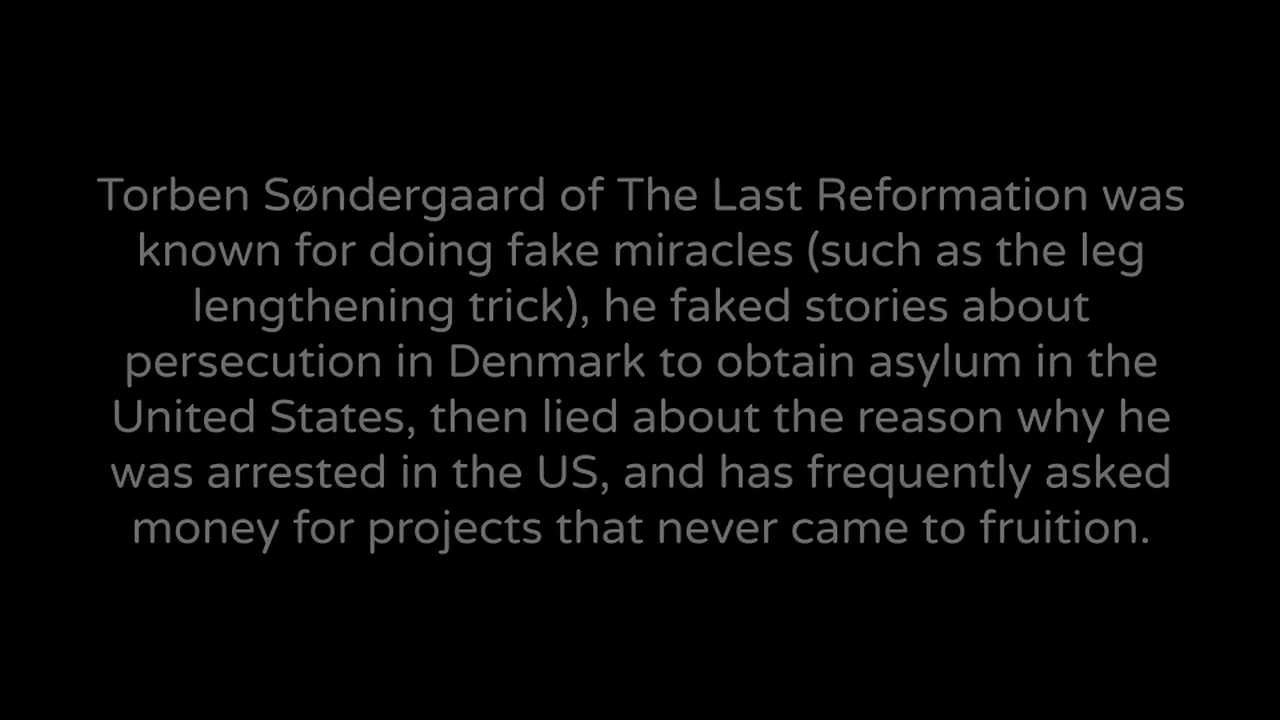 Torben Søndergaard of The Last Reformation was
known for doing fake miracles (such as the leg
lengthening trick), he faked stories about
persecution in Denmark to obtain asylum in the
United States, then lied about the reason why he
was arrested in the US, and has frequently asked
money for projects that never came to fruition.